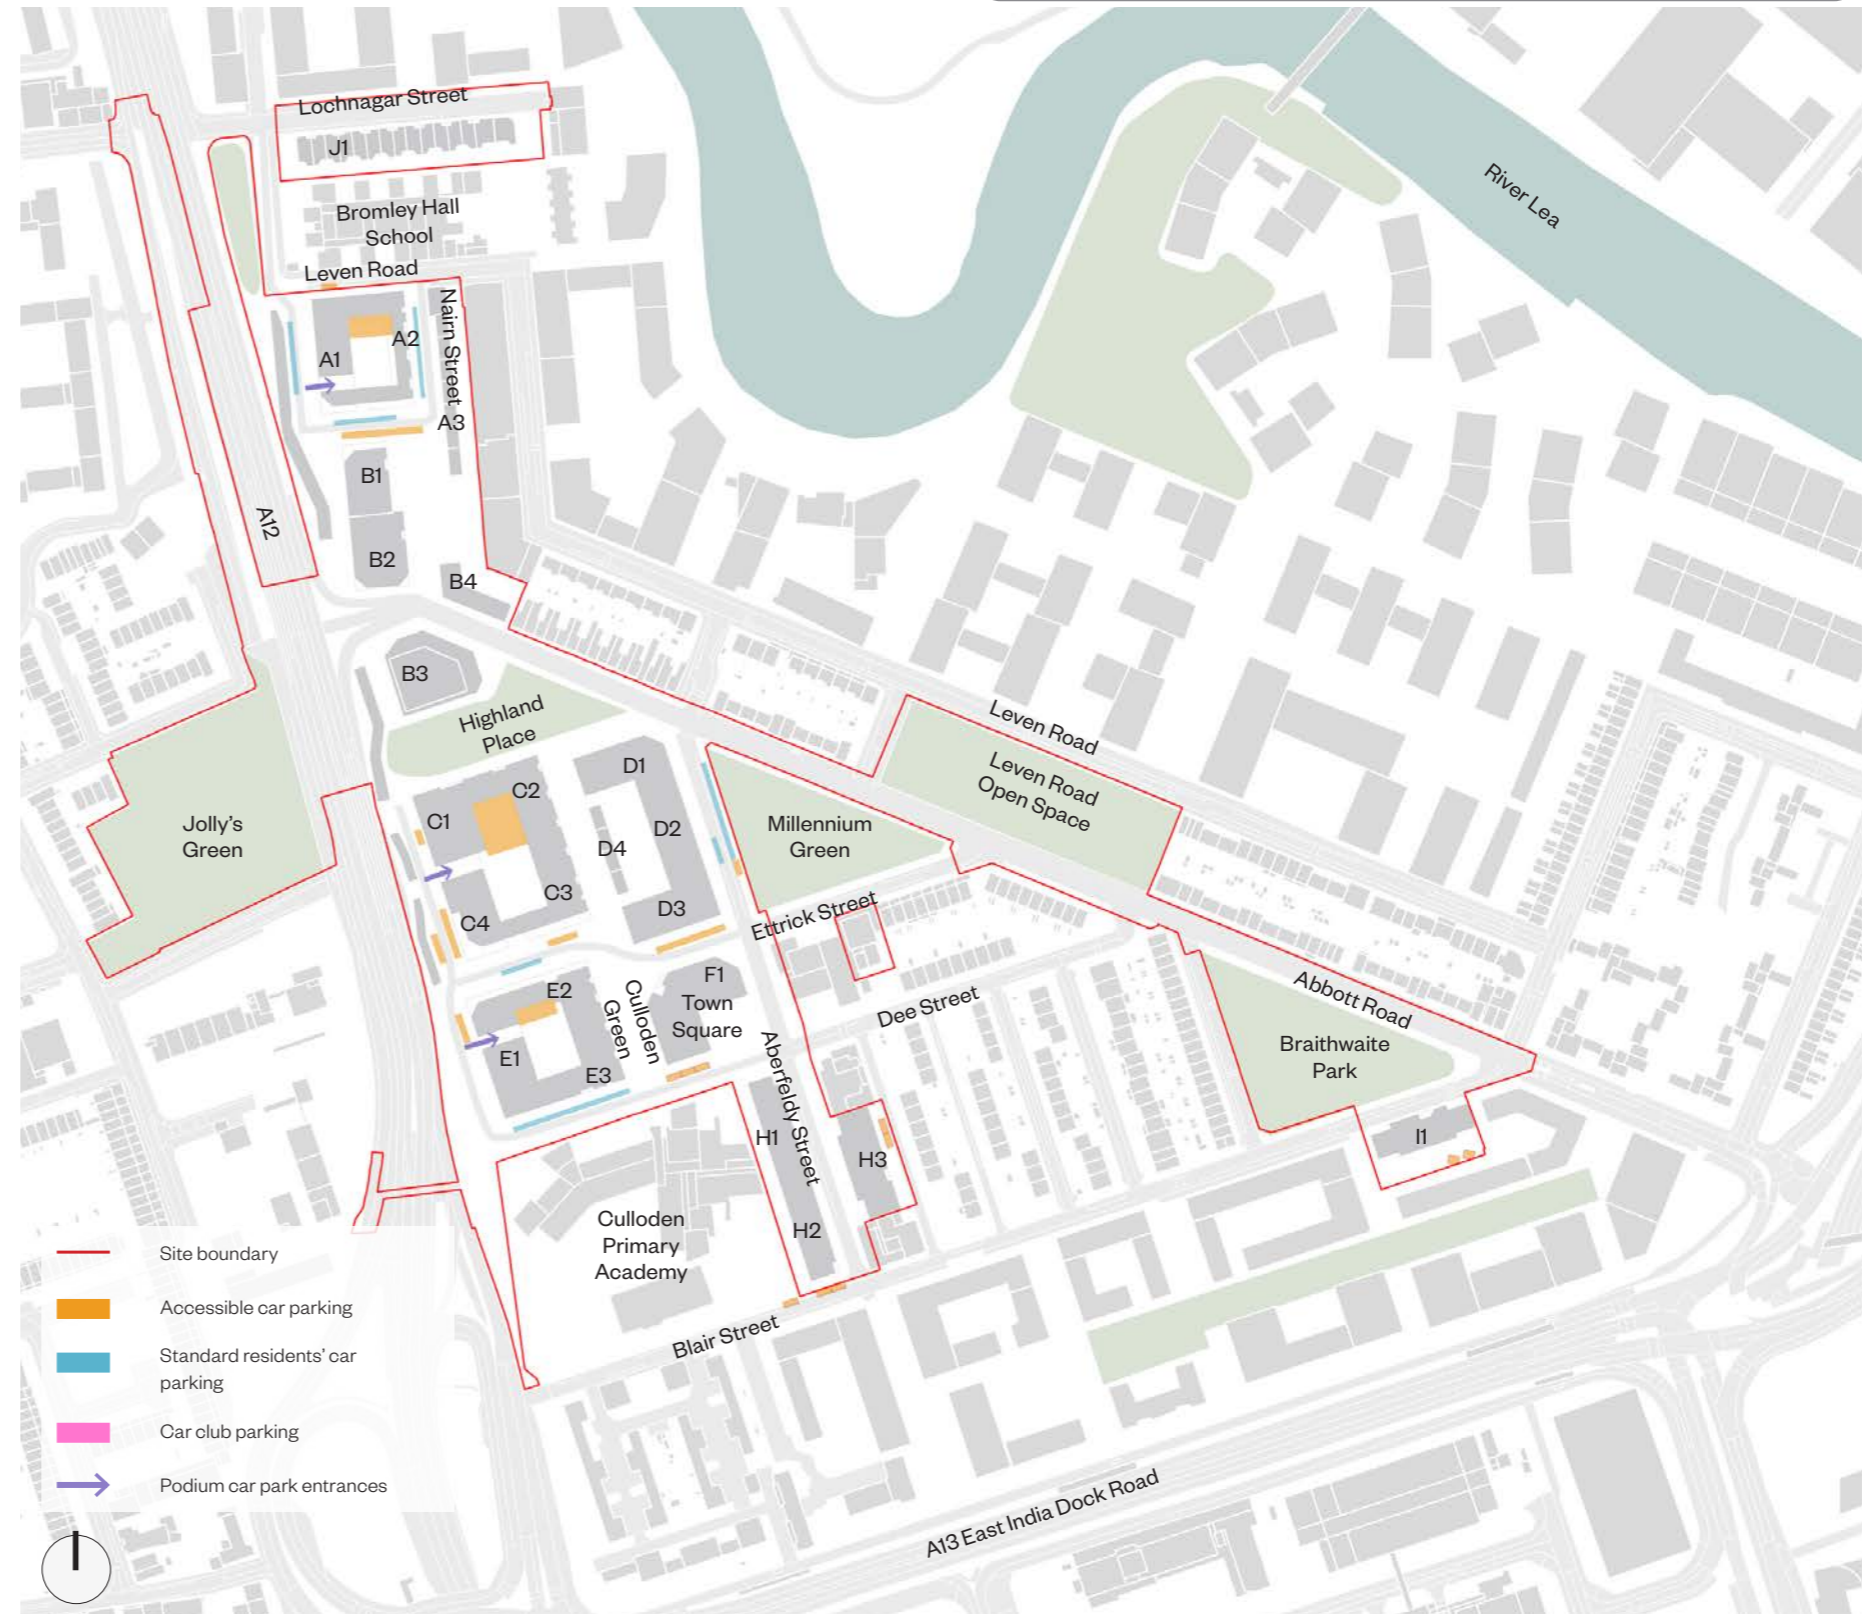 Lochnagar Street
J1
Bromley Hall
School
Leven Road
Nairn Street
A1
A2
A3
B1
B2
B4
A12
B3
Highland
Place
River Lea
Leven Road
Leven Road
Open Space
Jolly's
Green
C1
C2
C3
C4
D1
D2
D4
D3
Millennium
Green
Ettrick Street
Dee Street
Abbott Road
Braithwaite
Park
I1
E2
E1
E3
Culloden
Green
F1
Town
Square
Aberfeldy Street
H1
H2
H3
Culloden
Primary
Academy
Blair Street
A13 East India Dock Road
Site boundary
Accessible car parking
Standard residents' car
parking
Car club parking
Podium car park entrances